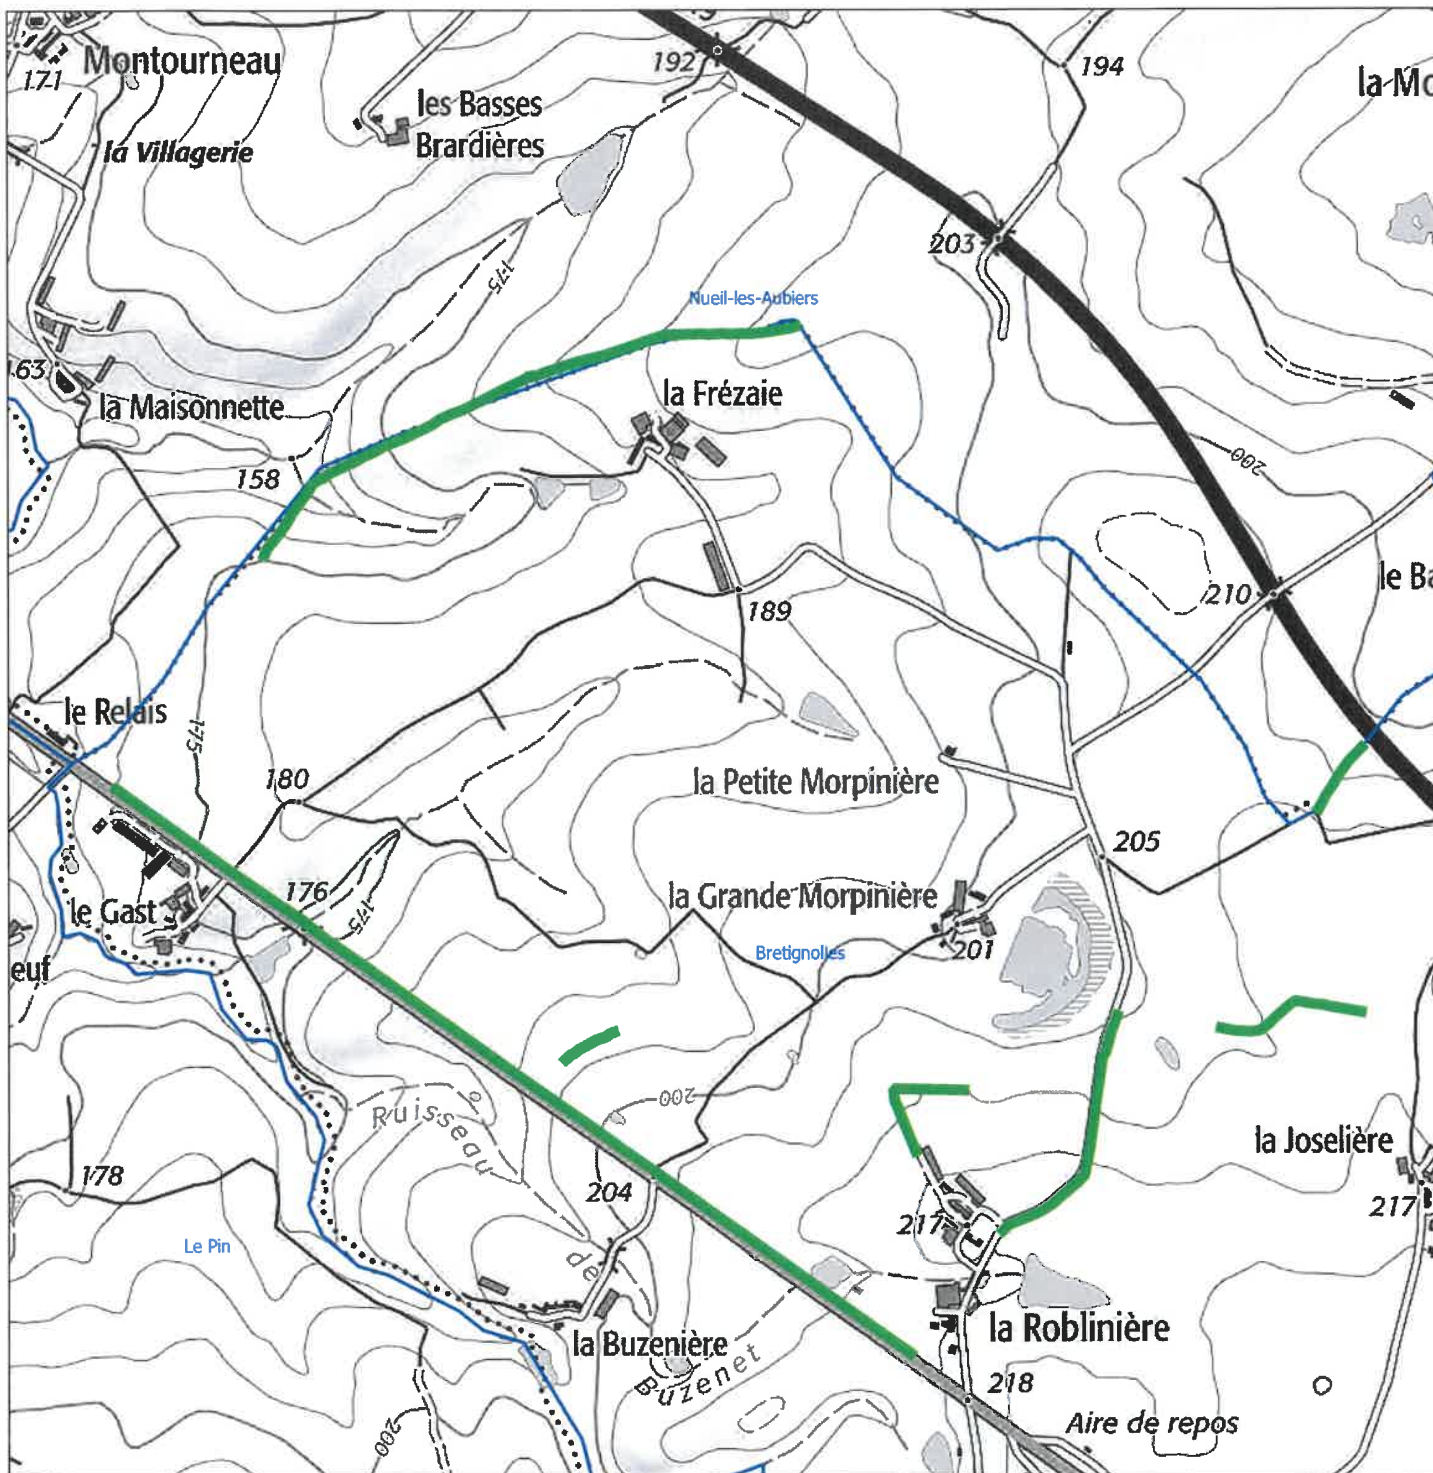 192
194
Montourneau
171
la Mo
les Basses
Brardières
la Villagerie
203
175
Nueil-les-Aubiers
63
la Frézaie
la Maisonnette
200
158
le Ba
210
189
le Relais
175
180
la Petite Morpinière
205
176
la Grande Morpinière
le Gast
175
201
Bretignolles
euf
200
Ruisseau
la Joselière
178
204
217
217
Le Pin
de
la Roblinière
la Buzenière
Buzenet
218
Aire de repos
200